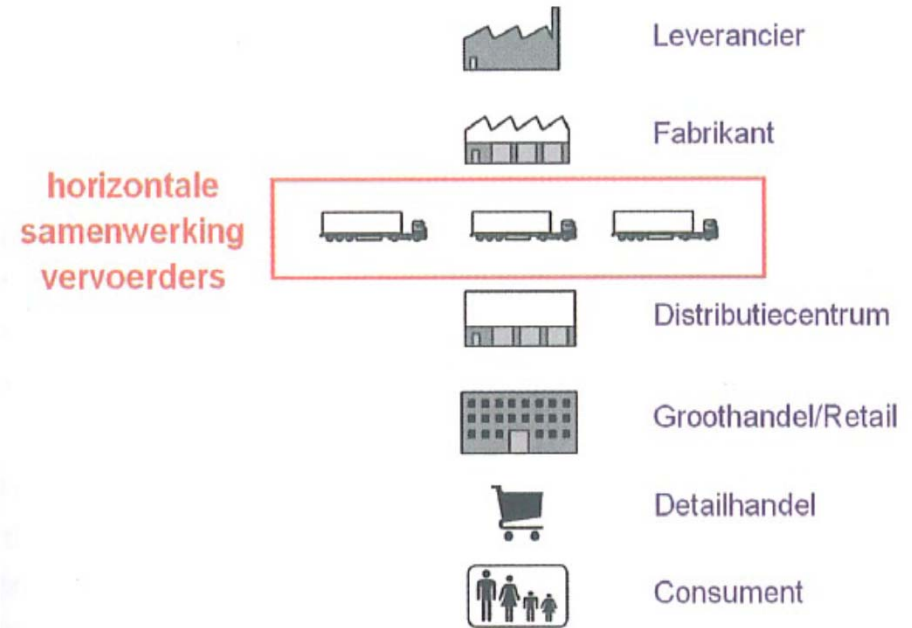 Leverancier
Fabrikant
horizontale
samenwerking
vervoerders
Distributiecentrum
Groothandel/Retail
Detailhandel
Consument